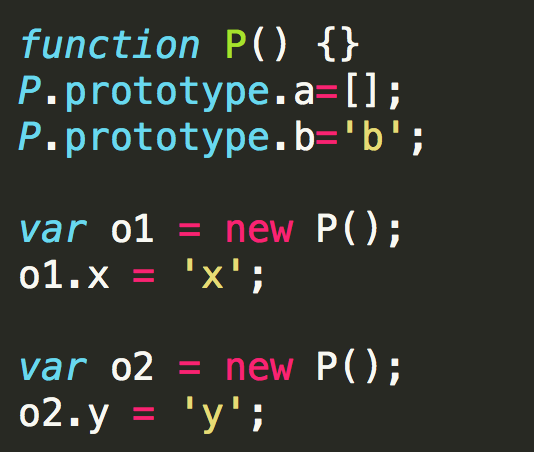 function P() {}
P.prototype.a=[];
P.prototype.b='b';
var o1 = new P();
o1.x = 'x';
var o2 = new P();
o2.y = 'y';